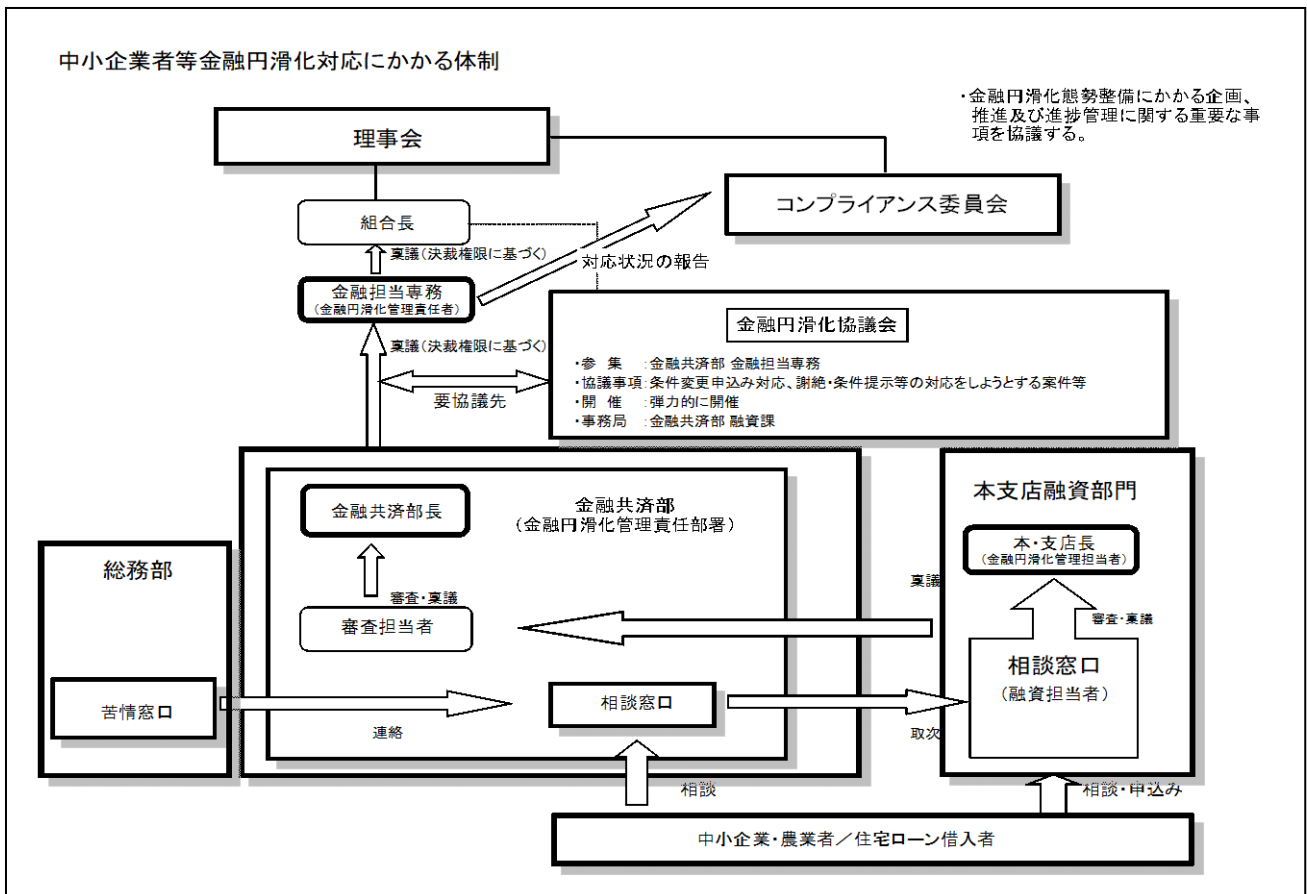 中小企業者等金融円滑化対応にかかる体制
・金融円滑化態勢整備にかかる企画、
推進及び進捗管理に関する重要な事
項を協議する。
理事会
コンプライアンス委員会
組合長
稟議(決裁権限に基づく)
対応状況の報告
金融担当専務
(金融円滑化管理責任者)
金融円滑化協議会
稟議(決裁権限に基づく)
・参 集 :金融共済部 金融担当専務
・協議事項:条件変更申込み対応、謝絶・条件提示等の対応をしようとする案件等
・開 催 :弾力的に開催
・事務局 :金融共済部 融資課
要協議先
金融共済部長
金融共済部
(金融円滑化管理責任部署)
本支店融資部門
本・支店長
(金融円滑化管理担当者)
総務部
審査・稟議
稟議
審査担当者
審査・稟議
相談窓口
(融資担当者)
苦情窓口
相談窓口
連絡
取次
相談
相談・申込み
中小企業・農業者/住宅ローン借入者